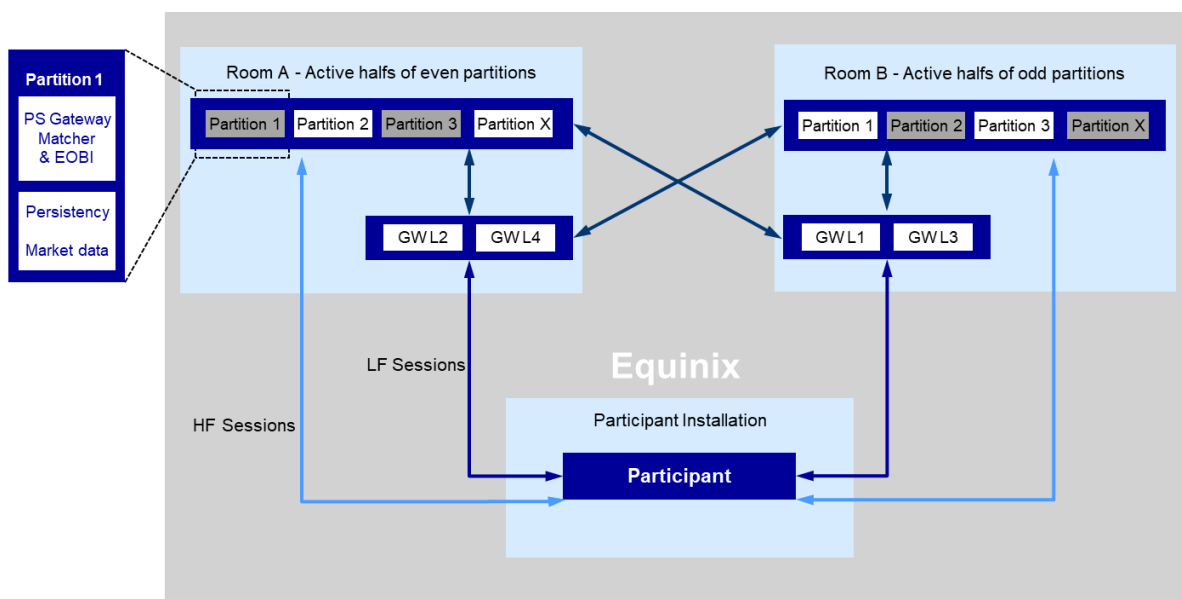 Partition 1
PS Gateway
Matcher
& EOBI
Persistency
Market data
Room A - Active halfs of even partitions
Partition 1
Partition 2
Partition 3
Partition X
GW L2
GW L4
Room B - Active halfs of odd partitions
Partition 1
Partition 2
Partition 3
Partition X
GW L1
GW L3
LF Sessions
HF Sessions
Equinix
Participant Installation
Participant